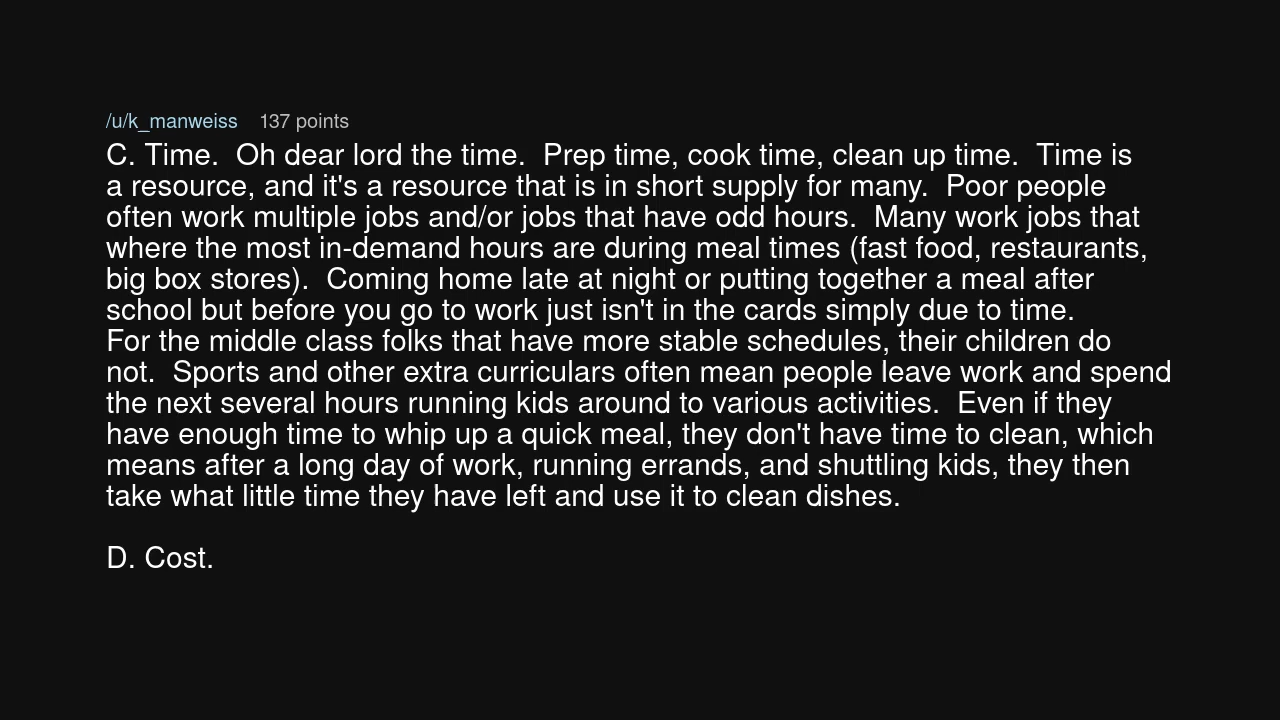 /u/k_manweiss 137 points
C. Time.  Oh dear lord the time.  Prep time, cook time, clean up time.  Time is
a resource, and it's a resource that is in short supply for many.  Poor people
often work multiple jobs and/or jobs that have odd hours.  Many work jobs that
where the most in-demand hours are during meal times (fast food, restaurants,
big box stores).  Coming home late at night or putting together a meal after
school but before you go to work just isn't in the cards simply due to time.
For the middle class folks that have more stable schedules, their children do
not.  Sports and other extra curriculars often mean people leave work and spend
the next several hours running kids around to various activities.  Even if they
have enough time to whip up a quick meal, they don't have time to clean, which
means after a long day of work, running errands, and shuttling kids, they then
take what little time they have left and use it to clean dishes.
D. Cost.